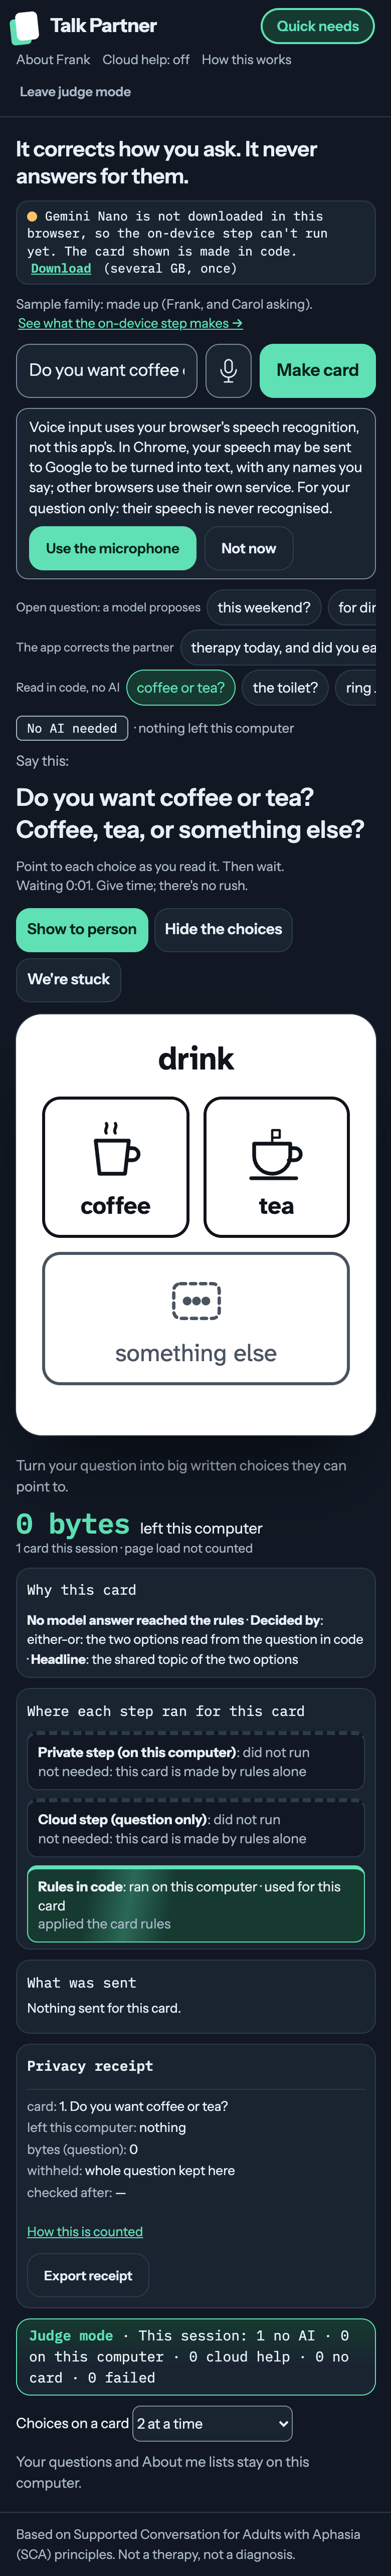 Talk Partner
Quick needs
About Frank Cloud help: off How this works
Leave judge mode
It corrects how you ask. It never
answers for them.
Gemini Nano is not downloaded in this
browser, so the on-device step can't run
yet. The card shown is made in code.
Download (several GB, once)
Sample family: made up (Frank, and Carol asking).
See what the on-device step makes →
Do you want coffee
Make card
Voice input uses your browser's speech recognition,
not this app's. In Chrome, your speech may be sent
to Google to be turned into text, with any names you
say; other browsers use their own service. For your
question only: their speech is never recognised.
Use the microphone Not now
Open question: a model proposes this weekend? for
The app corrects the partner therapy today, and did you
Read in code, no AI coffee or tea? the toilet? ring
No AI needed · nothing left this computer
Say this:
Do you want coffee or tea?
Coffee, tea, or something else?
Point to each choice as you read it. Then wait.
Waiting 0:01. Give time; there's no rush.
Show to person Hide the choices
We're stuck
drink
coffee tea
something else
Turn your question into big written choices they can
point to.
0 bytes left this computer
1 card this session · page load not counted
Why this card
No model answer reached the rules · Decided by:
either-or: the two options read from the question in code
· Headline: the shared topic of the two options
Where each step ran for this card
Private step (on this computer): did not run
not needed: this card is made by rules alone
Cloud step (question only): did not run
not needed: this card is made by rules alone
Rules in code: ran on this computer · used for this
card
applied the card rules
What was sent
Nothing sent for this card.
Privacy receipt
card: 1. Do you want coffee or tea?
left this computer: nothing
bytes (question): 0
withheld: whole question kept here
checked after: —
How this is counted
Export receipt
Judge mode · This session: 1 no AI · 0
on this computer · 0 cloud help · 0 no
card · 0 failed
Choices on a card 2 at a time
Your questions and About me lists stay on this
computer.
Based on Supported Conversation for Adults with Aphasia
(SCA) principles. Not a therapy, not a diagnosis.